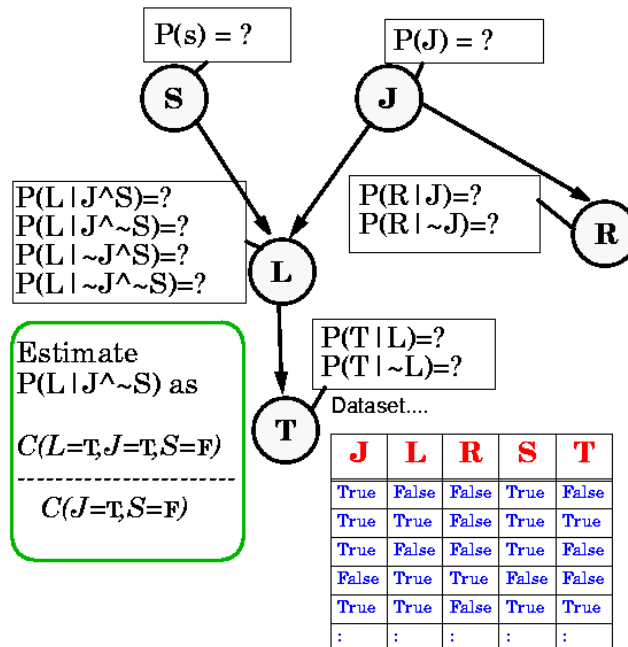 P(s) = ?
P(J) = ?
S
J
P(L | J^S)=?
P(L | J^~S)=?
P(L | ~J^S)=?
P(L | ~J^~S)=?
P(R | J)=?
P(R | ~J)=?
R
L
Estimate
P(L | J^~S) as
C(L=T,J=T,S=F)
-----------------------
C(J=T,S=F)
P(T | L)=?
P(T | ~L)=?
T
Dataset....
J L R S T
True False False True False
True True False True True
True False False True False
False True True False False
True True False True True
: : : : :